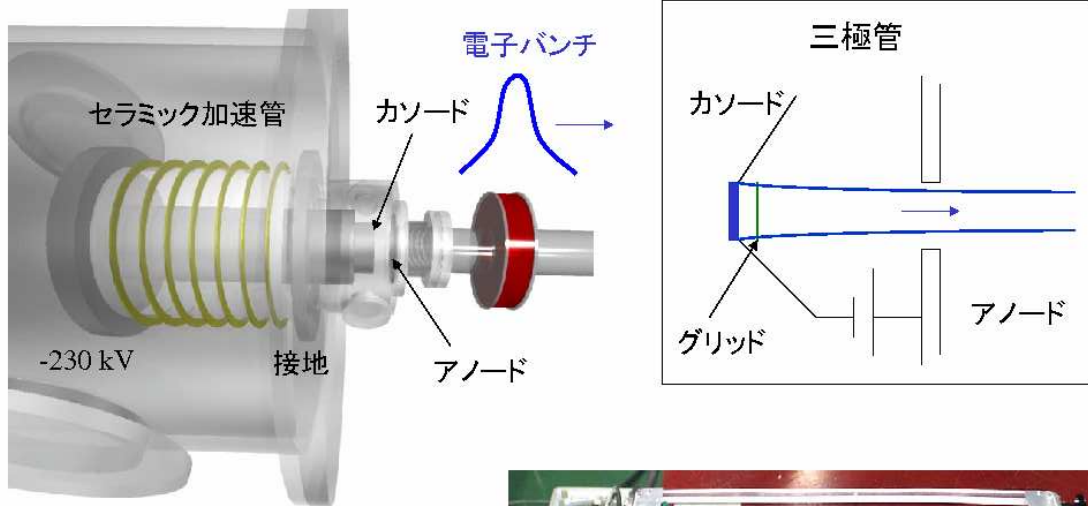 電子バンチ
セラミック加速管
カソード
-230 kV
接地
アノード
三極管
カソード
グリッド
アノード